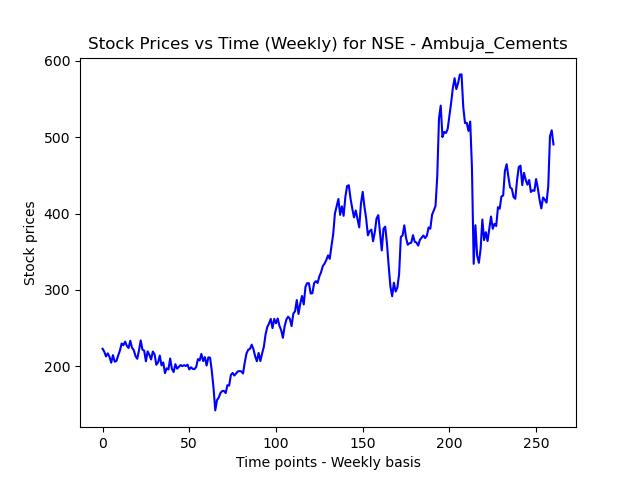 Stock Prices vs Time (Weekly) for NSE - Ambuja_Cements
600
500
400
300
200
Stock prices
0 50 100 150 200 250
Time points - Weekly basis